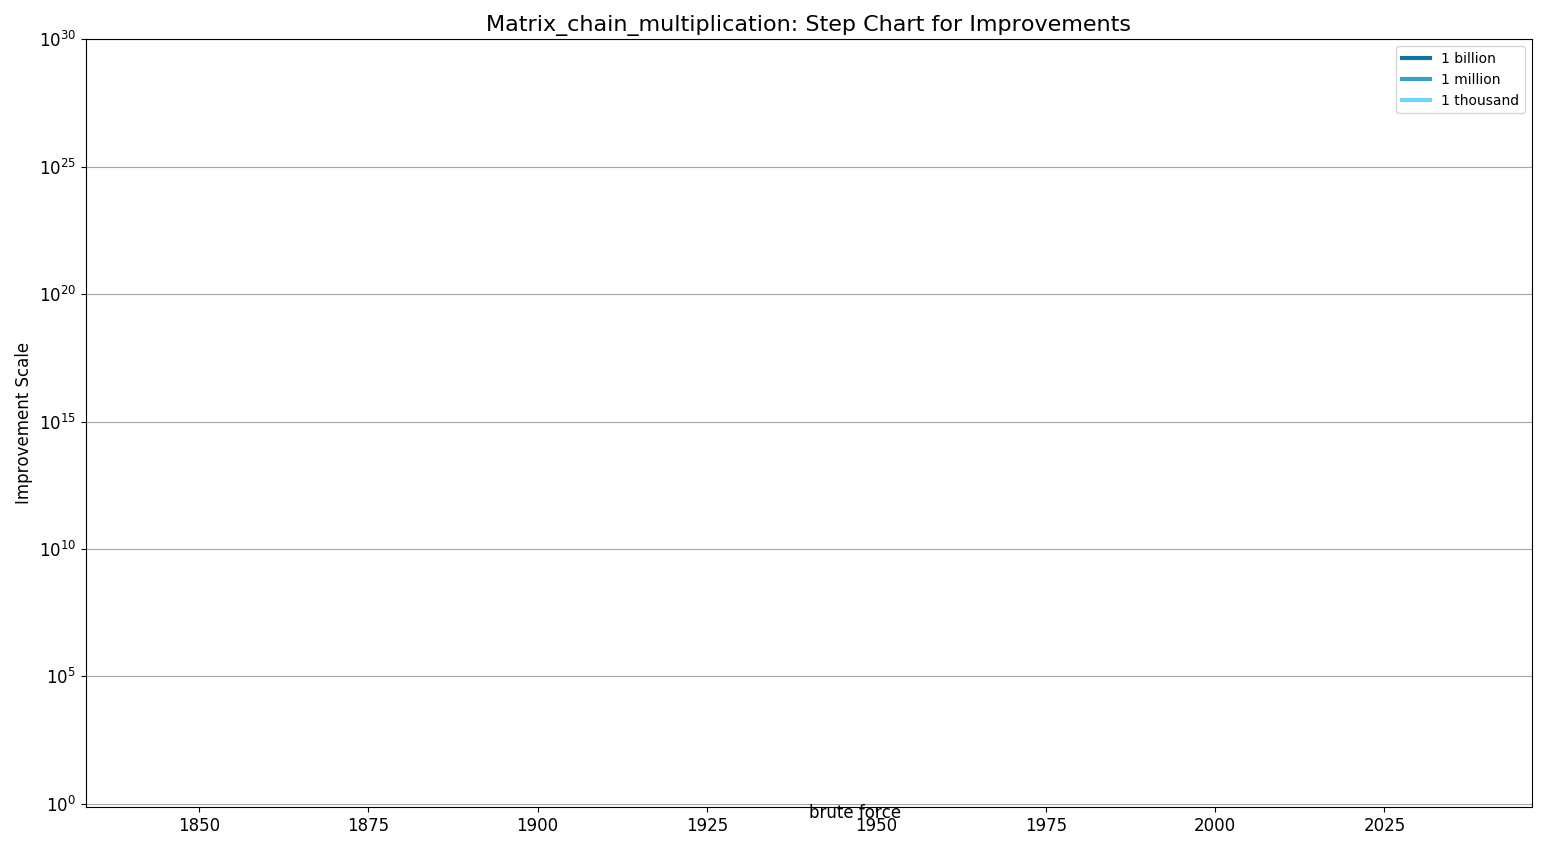 Matrix_chain_multiplication: Step Chart for Improvements
10^30
10^25
10^20
10^15
10^10
10^5
10^0
Improvement Scale
1 billion
1 million
1 thousand
brute force
1850
1875
1900
1925
1950
1975
2000
2025